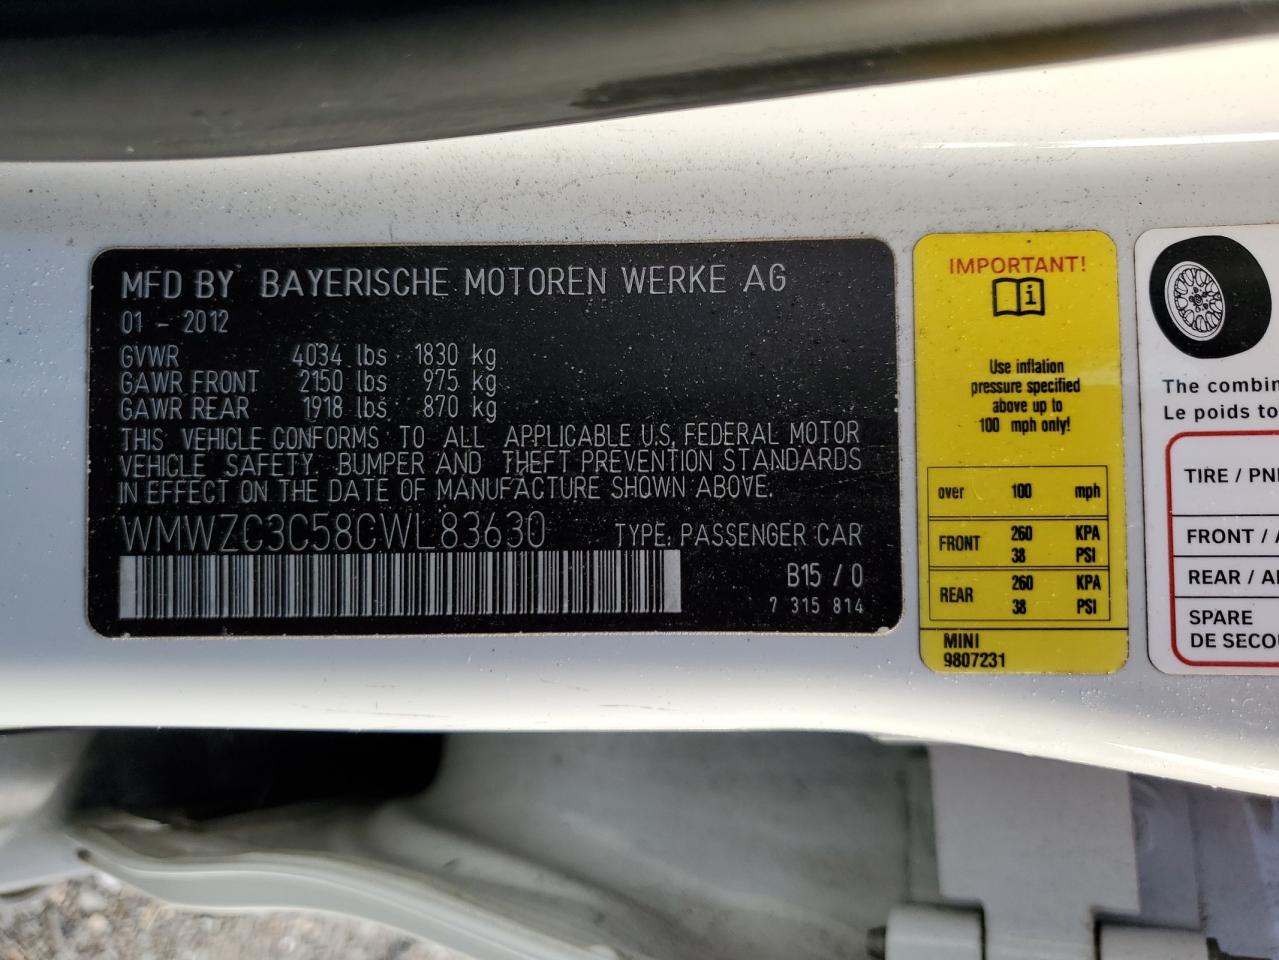 MFD BY BAYERISCHE MOTOREN WERKE AG
01 - 2012
GVWR 4034 lbs 1830 kg
GAWR FRONT 2150 lbs 975 kg
GAWR REAR 1918 lbs 870 kg
THIS VEHICLE CONFORMS TO ALL APPLICABLE U.S. FEDERAL MOTOR
VEHICLE SAFETY, BUMPER AND THEFT PREVENTION STANDARDS
IN EFFECT ON THE DATE OF MANUFACTURE SHOWN ABOVE.
WMWZC3C58CWL83630 TYPE: PASSENGER CAR
B15 / 0
7 315 814
IMPORTANT!
i
Use inflation
pressure specified
above up to
100 mph only!
over 100 mph
FRONT 260 KPA
38 PSI
REAR 260 KPA
38 PSI
MINI
9807231
The combin
Le poids to
TIRE / PNE
FRONT / A
REAR / AR
SPARE
DE SECOU